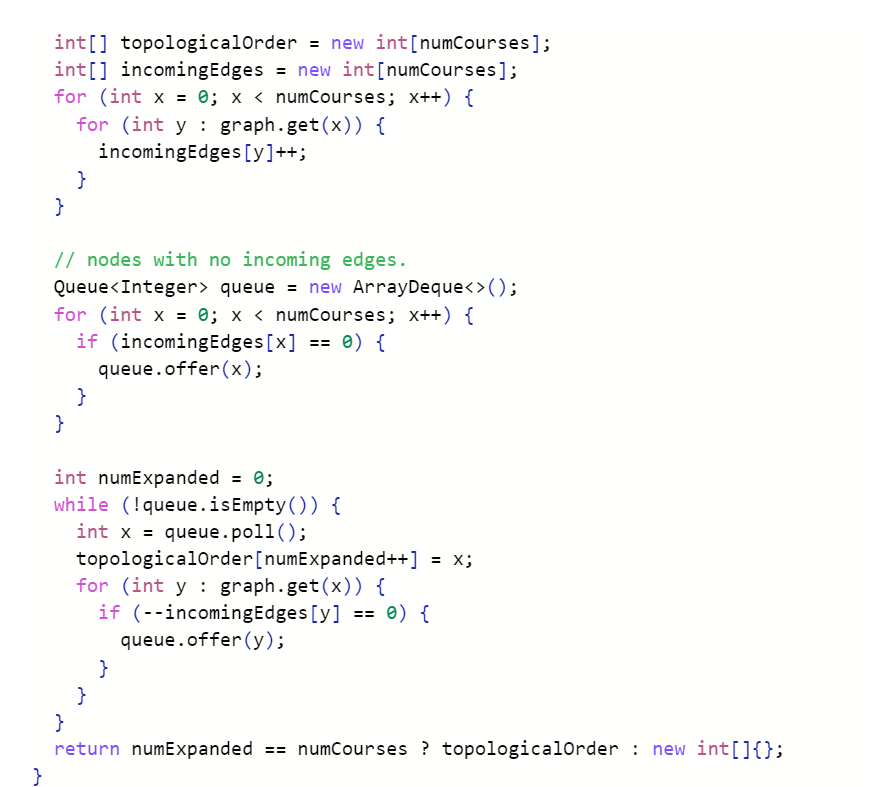 int[] topologicalOrder = new int[numCourses];
int[] incomingEdges = new int[numCourses];
for (int x = 0; x < numCourses; x++) {
for (int y : graph.get(x)) {
incomingEdges[y]++;
}
}
// nodes with no incoming edges.
Queue<Integer> queue = new ArrayDeque<>();
for (int x = 0; x < numCourses; x++) {
if (incomingEdges[x] == 0) {
queue.offer(x);
}
}
int numExpanded = 0;
while (!queue.isEmpty()) {
int x = queue.poll();
topologicalOrder[numExpanded++] = x;
for (int y : graph.get(x)) {
if (--incomingEdges[y] == 0) {
queue.offer(y);
}
}
}
return numExpanded == numCourses ? topologicalOrder : new int[]{};
}